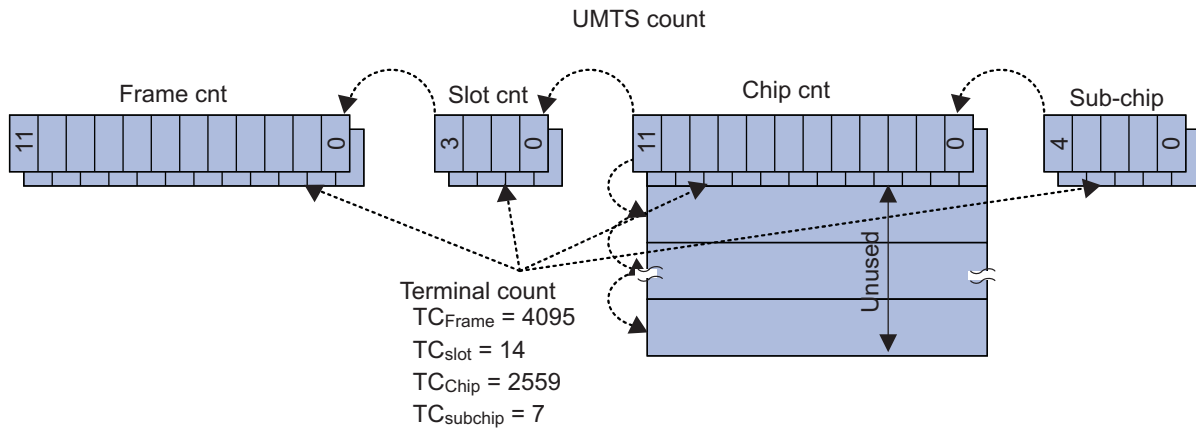 UMTS count
Frame cnt
Slot cnt
Chip cnt
Sub-chip
11 0
3 0
11 0
4 0
Unused
Terminal count
TCFrame = 4095
TCslot = 14
TCChip = 2559
TCsubchip = 7